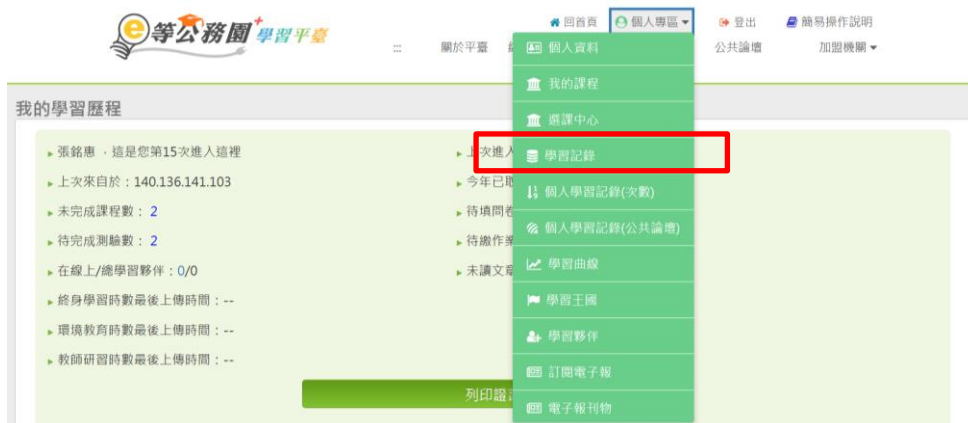 e等公務園+學習平臺
回首頁 個人專區▼ 登出 簡易操作說明
::: 關於平臺 公共論壇 加盟機關▼
個人資料
我的課程
選課中心
學習記錄
個人學習記錄(次數)
個人學習記錄(公共論壇)
學習曲線
學習王國
學習夥伴
訂閱電子報
電子報刊物
我的學習歷程
張銘惠 ，這是您第15次進入這裡
上次進入
上次來自於：140.136.141.103
今年已取
未完成課程數： 2
待填問卷
待完成測驗數： 2
待繳作業
在線上/總學習夥伴：0/0
未讀文章
終身學習時數最後上傳時間：--
環境教育時數最後上傳時間：--
教師研習時數最後上傳時間：--
列印證